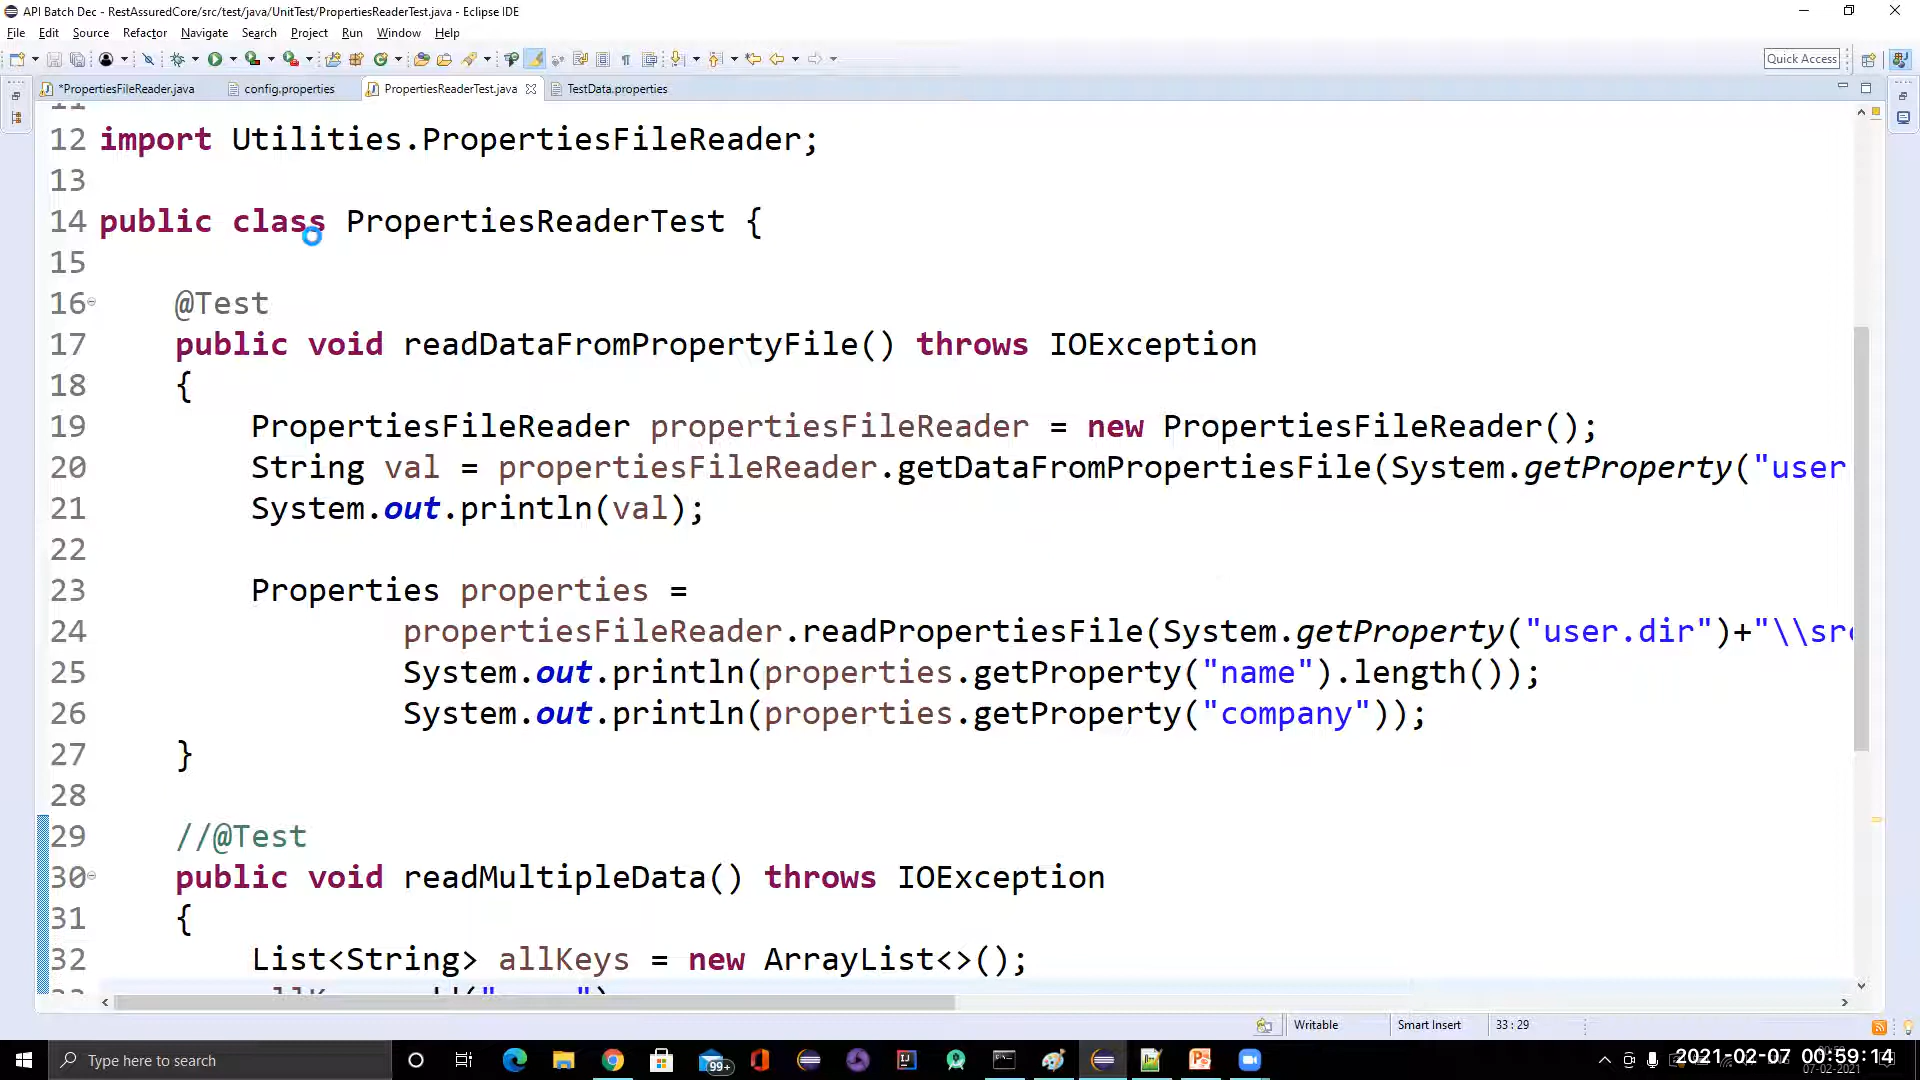 API Batch Dec - RestAssuredCore/src/test/java/UnitTest/PropertiesReaderTest.java - Eclipse IDE
File Edit Source Refactor Navigate Search Project Run Window Help
Quick Access
*PropertiesFileReader.java config.properties PropertiesReaderTest.java TestData.properties
11
12 import Utilities.PropertiesFileReader;
13
14 public class PropertiesReaderTest {
15
16 @Test
17 public void readDataFromPropertyFile() throws IOException
18 {
19 PropertiesFileReader propertiesFileReader = new PropertiesFileReader();
20 String val = propertiesFileReader.getDataFromPropertiesFile(System.getProperty("user
21 System.out.println(val);
22
23 Properties properties =
24 propertiesFileReader.readPropertiesFile(System.getProperty("user.dir")+"\\src
25 System.out.println(properties.getProperty("name").length());
26 System.out.println(properties.getProperty("company"));
27 }
28
29 //@Test
30 public void readMultipleData() throws IOException
31 {
32 List<String> allKeys = new ArrayList<>();
Writable Smart Insert 33 : 29
Type here to search
99+
2021-02-07 00:59:14
07-02-2021